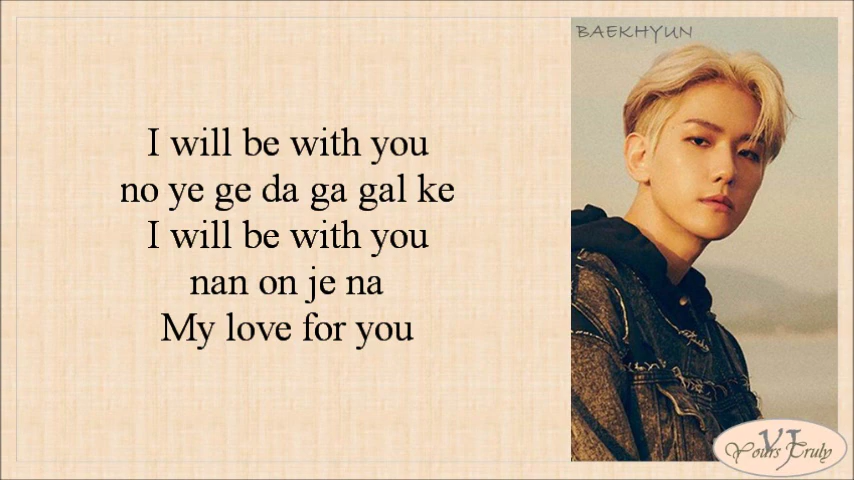 BAEKHYUN
I will be with you
no ye ge da ga gal ke
I will be with you
nan on je na
My love for you
YJ
Yours Truly